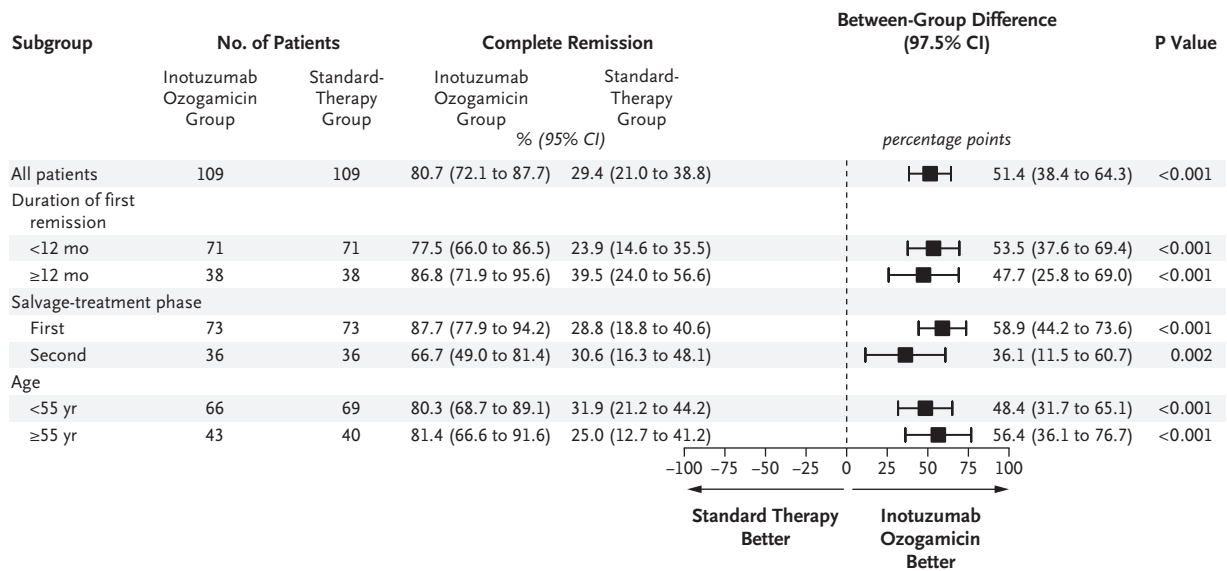 Subgroup No. of Patients Complete Remission Between-Group Difference (97.5% CI) P Value
Inotuzumab Ozogamicin Group Standard-Therapy Group Inotuzumab Ozogamicin Group Standard-Therapy Group
% (95% CI) percentage points
All patients 109 109 80.7 (72.1 to 87.7) 29.4 (21.0 to 38.8) 51.4 (38.4 to 64.3) <0.001
Duration of first
remission
<12 mo 71 71 77.5 (66.0 to 86.5) 23.9 (14.6 to 35.5) 53.5 (37.6 to 69.4) <0.001
≥12 mo 38 38 86.8 (71.9 to 95.6) 39.5 (24.0 to 56.6) 47.7 (25.8 to 69.0) <0.001
Salvage-treatment phase
First 73 73 87.7 (77.9 to 94.2) 28.8 (18.8 to 40.6) 58.9 (44.2 to 73.6) <0.001
Second 36 36 66.7 (49.0 to 81.4) 30.6 (16.3 to 48.1) 36.1 (11.5 to 60.7) 0.002
Age
<55 yr 66 69 80.3 (68.7 to 89.1) 31.9 (21.2 to 44.2) 48.4 (31.7 to 65.1) <0.001
≥55 yr 43 40 81.4 (66.6 to 91.6) 25.0 (12.7 to 41.2) 56.4 (36.1 to 76.7) <0.001
−100 −75 −50 −25 0 25 50 75 100
Standard Therapy Better
Inotuzumab Ozogamicin Better